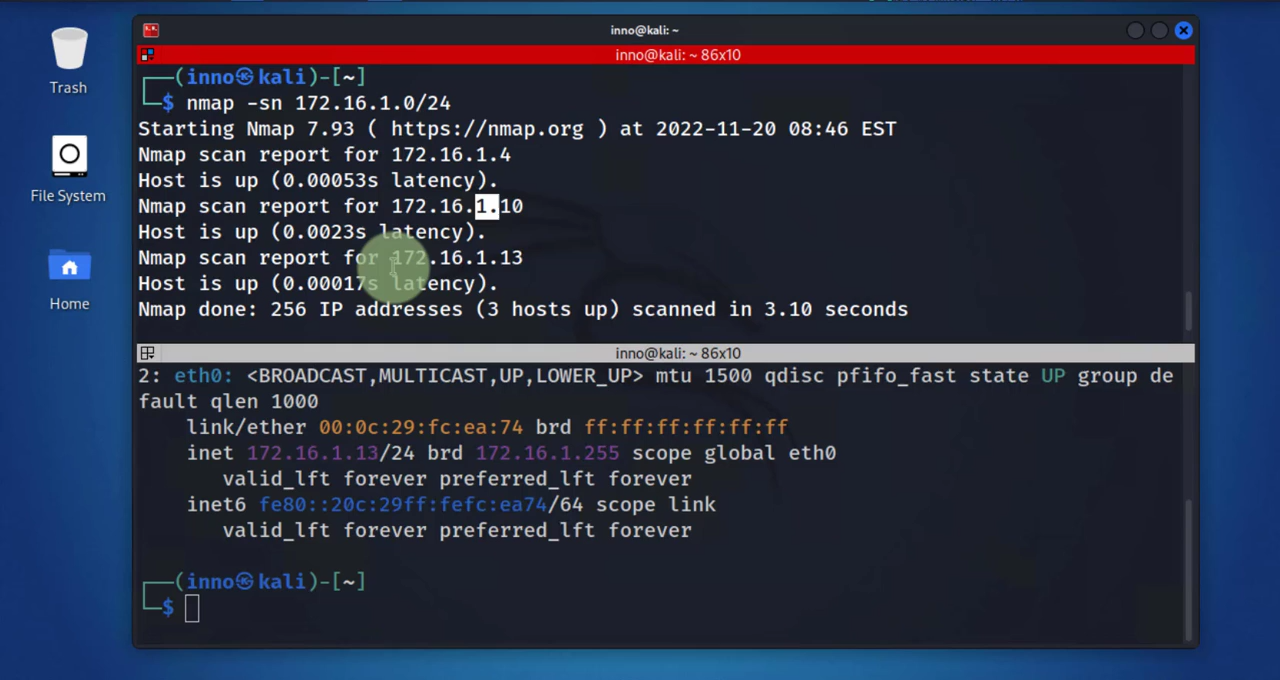 Trash
File System
Home
inno@kali: ~
inno@kali: ~ 86x10
┌──(inno㉿kali)-[~]
└─$ nmap -sn 172.16.1.0/24
Starting Nmap 7.93 ( https://nmap.org ) at 2022-11-20 08:46 EST
Nmap scan report for 172.16.1.4
Host is up (0.00053s latency).
Nmap scan report for 172.16.1.10
Host is up (0.0023s latency).
Nmap scan report for 172.16.1.13
Host is up (0.00017s latency).
Nmap done: 256 IP addresses (3 hosts up) scanned in 3.10 seconds
inno@kali: ~ 86x10
2: eth0: <BROADCAST,MULTICAST,UP,LOWER_UP> mtu 1500 qdisc pfifo_fast state UP group de
fault qlen 1000
link/ether 00:0c:29:fc:ea:74 brd ff:ff:ff:ff:ff:ff
inet 172.16.1.13/24 brd 172.16.1.255 scope global eth0
valid_lft forever preferred_lft forever
inet6 fe80::20c:29ff:fefc:ea74/64 scope link
valid_lft forever preferred_lft forever
┌──(inno㉿kali)-[~]
└─$